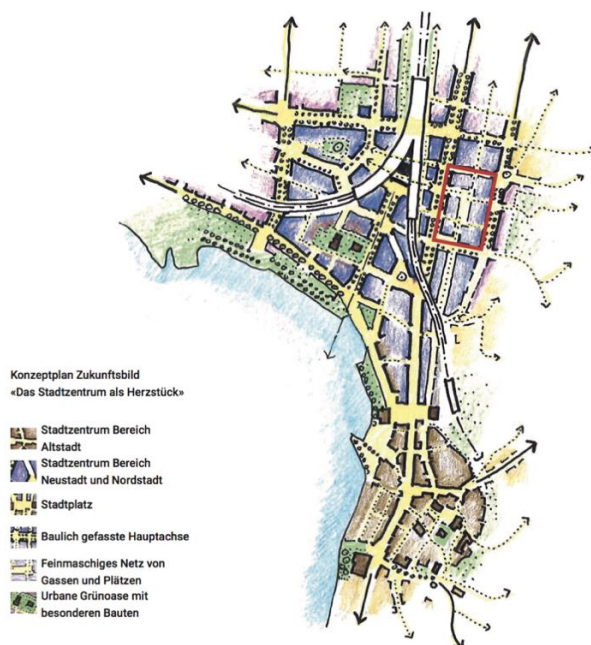 Konzeptplan Zukunftsbild
«Das Stadtzentrum als Herzstück»
Stadtzentrum Bereich
Altstadt
Stadtzentrum Bereich
Neustadt und Nordstadt
Stadtplatz
Baulich gefasste Hauptachse
Feinmaschiges Netz von
Gassen und Plätzen
Urbane Grünoase mit
besonderen Bauten